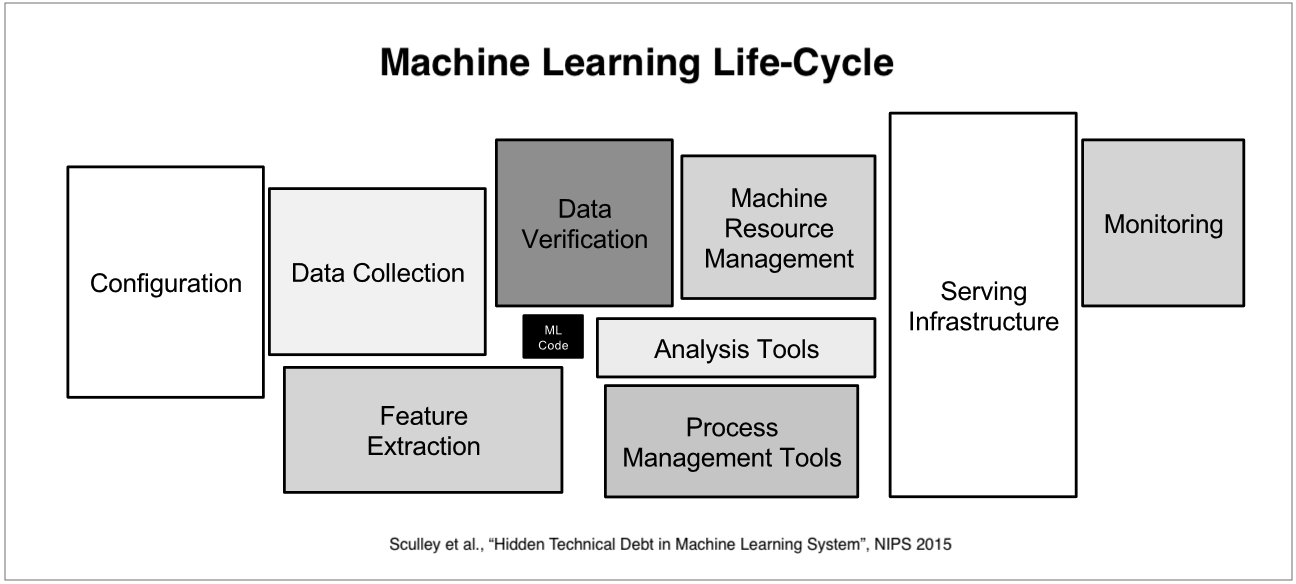 Machine Learning Life-Cycle
Configuration
Data Collection
Feature
Extraction
Data
Verification
ML
Code
Machine
Resource
Management
Analysis Tools
Process
Management Tools
Serving
Infrastructure
Monitoring
Sculley et al., “Hidden Technical Debt in Machine Learning System”, NIPS 2015